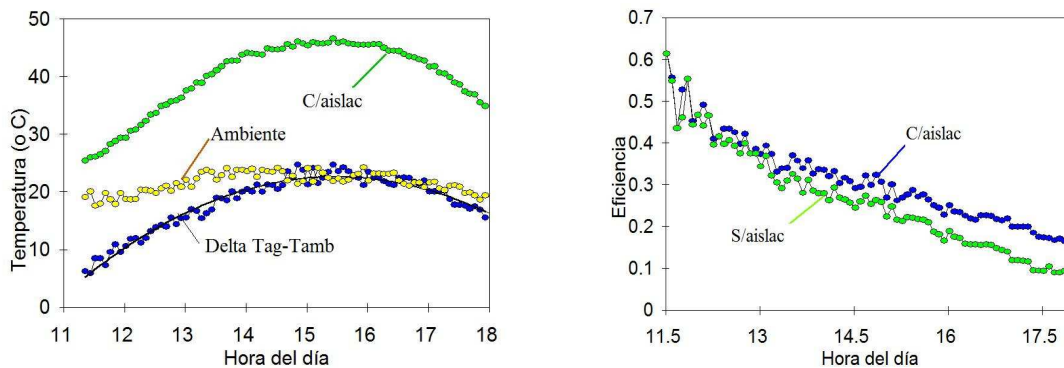 Temperatura (o C)
50
40
30
20
10
0
C/aislac
Ambiente
Delta Tag-Tamb
11 12 13 14 15 16 17 18
Hora del día
Eficiencia
0.7
0.6
0.5
0.4
0.3
0.2
0.1
0
C/aislac
S/aislac
11.5 13 14.5 16 17.5
Hora del día